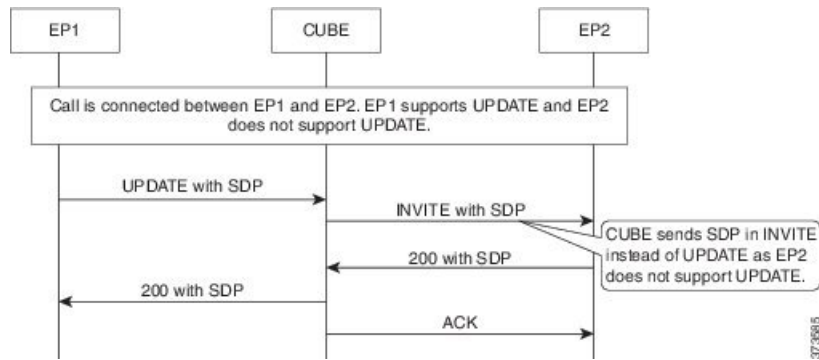 EP1
CUBE
EP2
Call is connected between EP1 and EP2. EP1 supports UPDATE and EP2
does not support UPDATE.
UPDATE with SDP
INVITE with SDP
CUBE sends SDP in INVITE
instead of UPDATE as EP2
does not support UPDATE.
200 with SDP
200 with SDP
ACK
373585